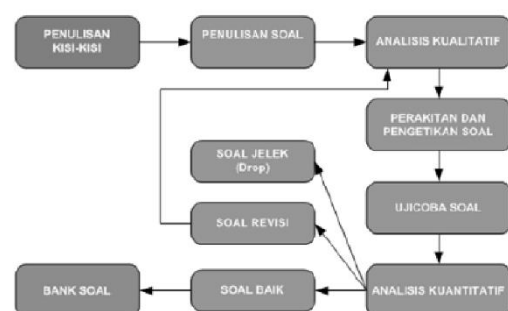 PENULISAN
KISI-KISI
PENULISAN SOAL
ANALISIS KUALITATIF
PERAKITAN DAN
PENGETIKAN SOAL
SOAL JELEK
(Drop)
UJICOBA SOAL
SOAL REVISI
BANK SOAL
SOAL BAIK
ANALISIS KUANTITATIF